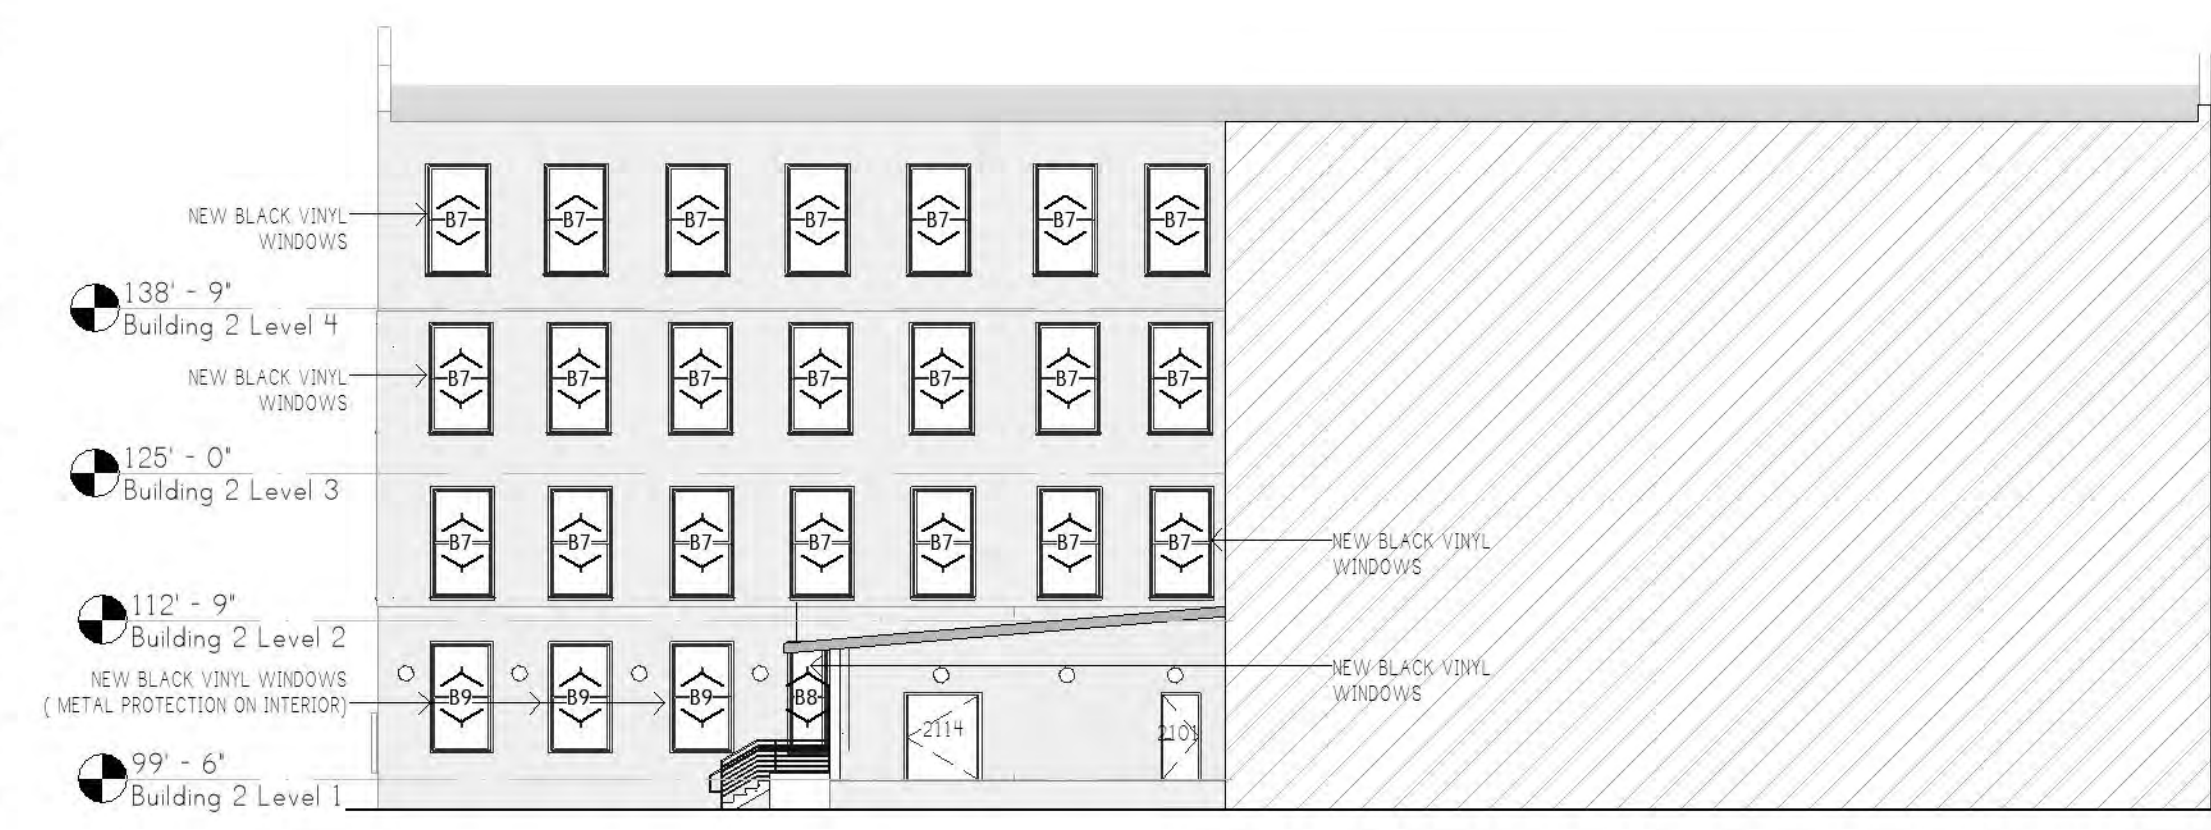 B7 B7 B7 B7 B7 B7 B7
NEW BLACK VINYL
WINDOWS
138' - 9"
Building 2 Level 4
B7 B7 B7 B7 B7 B7 B7
NEW BLACK VINYL
WINDOWS
125' - 0"
Building 2 Level 3
B7 B7 B7 B7 B7 B7 B7
NEW BLACK VINYL
WINDOWS
112' - 9"
Building 2 Level 2
NEW BLACK VINYL WINDOWS
( METAL PROTECTION ON INTERIOR)
B9 B9 B9 B8
NEW BLACK VINYL
WINDOWS
2114
2101
99' - 6"
Building 2 Level 1